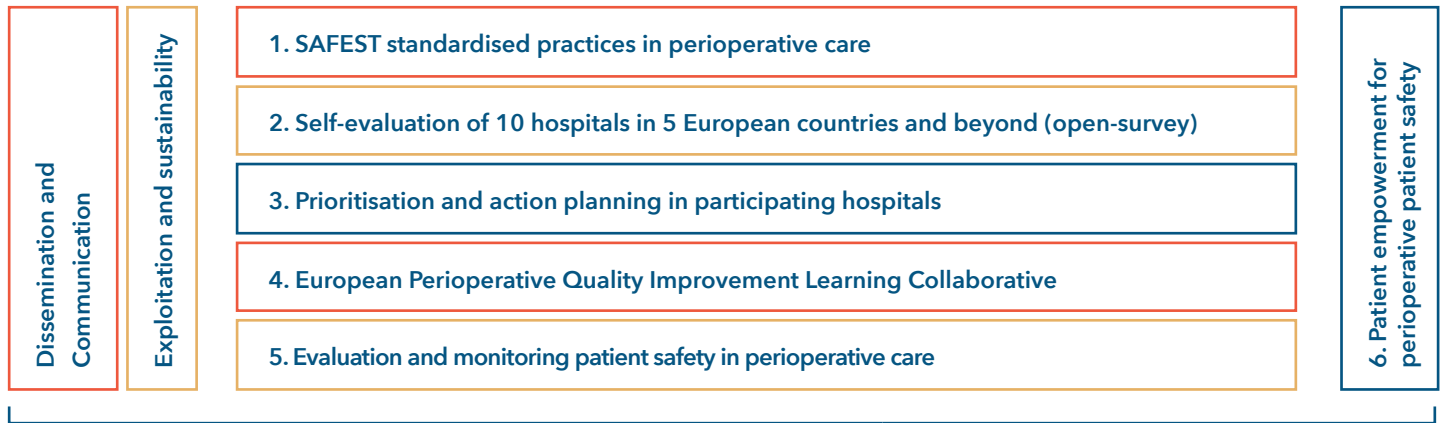 Dissemination and
Communication
Exploitation and sustainability
1. SAFEST standardised practices in perioperative care
2. Self-evaluation of 10 hospitals in 5 European countries and beyond (open-survey)
3. Prioritisation and action planning in participating hospitals
4. European Perioperative Quality Improvement Learning Collaborative
5. Evaluation and monitoring patient safety in perioperative care
6. Patient empowerment for
perioperative patient safety